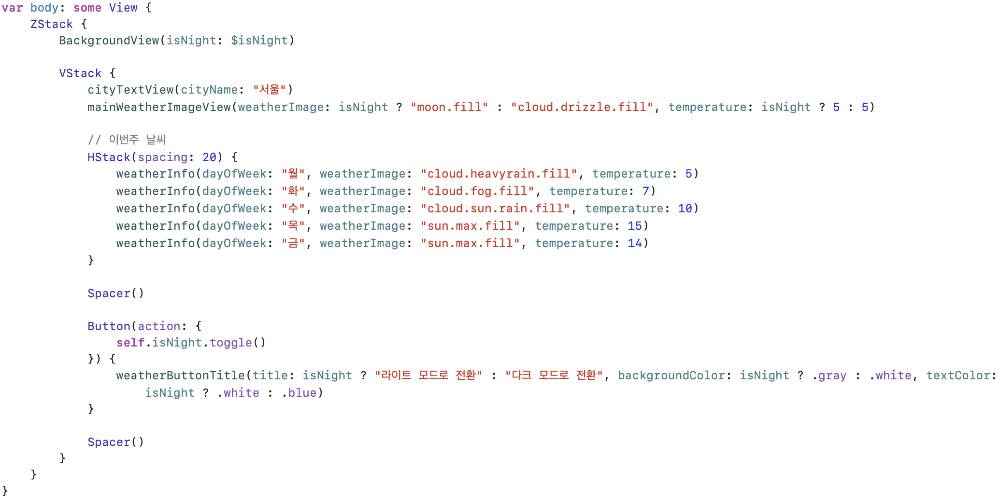 var body: some View {
    ZStack {
        BackgroundView(isNight: $isNight)

        VStack {
            cityTextView(cityName: "서울")
            mainWeatherImageView(weatherImage: isNight ? "moon.fill" : "cloud.drizzle.fill", temperature: isNight ? 5 : 5)

            // 이번주 날씨
            HStack(spacing: 20) {
                weatherInfo(dayOfWeek: "월", weatherImage: "cloud.heavyrain.fill", temperature: 5)
                weatherInfo(dayOfWeek: "화", weatherImage: "cloud.fog.fill", temperature: 7)
                weatherInfo(dayOfWeek: "수", weatherImage: "cloud.sun.rain.fill", temperature: 10)
                weatherInfo(dayOfWeek: "목", weatherImage: "sun.max.fill", temperature: 15)
                weatherInfo(dayOfWeek: "금", weatherImage: "sun.max.fill", temperature: 14)
            }

            Spacer()

            Button(action: {
                self.isNight.toggle()
            }) {
                weatherButtonTitle(title: isNight ? "라이트 모드로 전환" : "다크 모드로 전환", backgroundColor: isNight ? .gray : .white, textColor:
                    isNight ? .white : .blue)
            }

            Spacer()
        }
    }
}